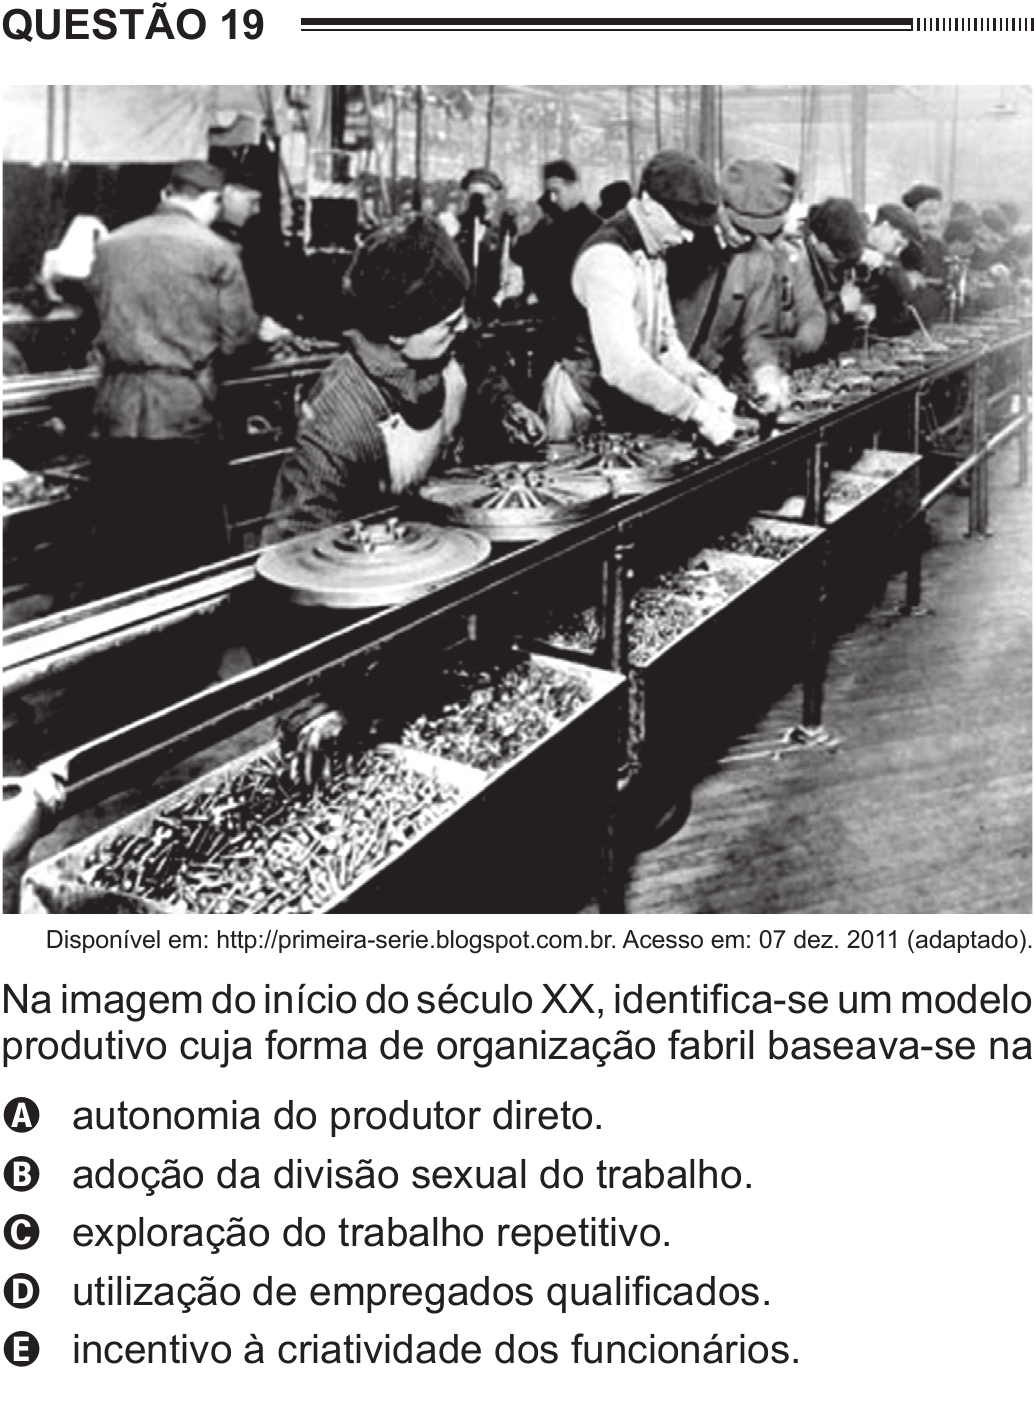 QUESTÃO 19
Disponível em: http://primeira-serie.blogspot.com.br. Acesso em: 07 dez. 2011 (adaptado).
Na imagem do início do século XX, identifica-se um modelo
produtivo cuja forma de organização fabril baseava-se na
A autonomia do produtor direto.
B adoção da divisão sexual do trabalho.
C exploração do trabalho repetitivo.
D utilização de empregados qualificados.
E incentivo à criatividade dos funcionários.